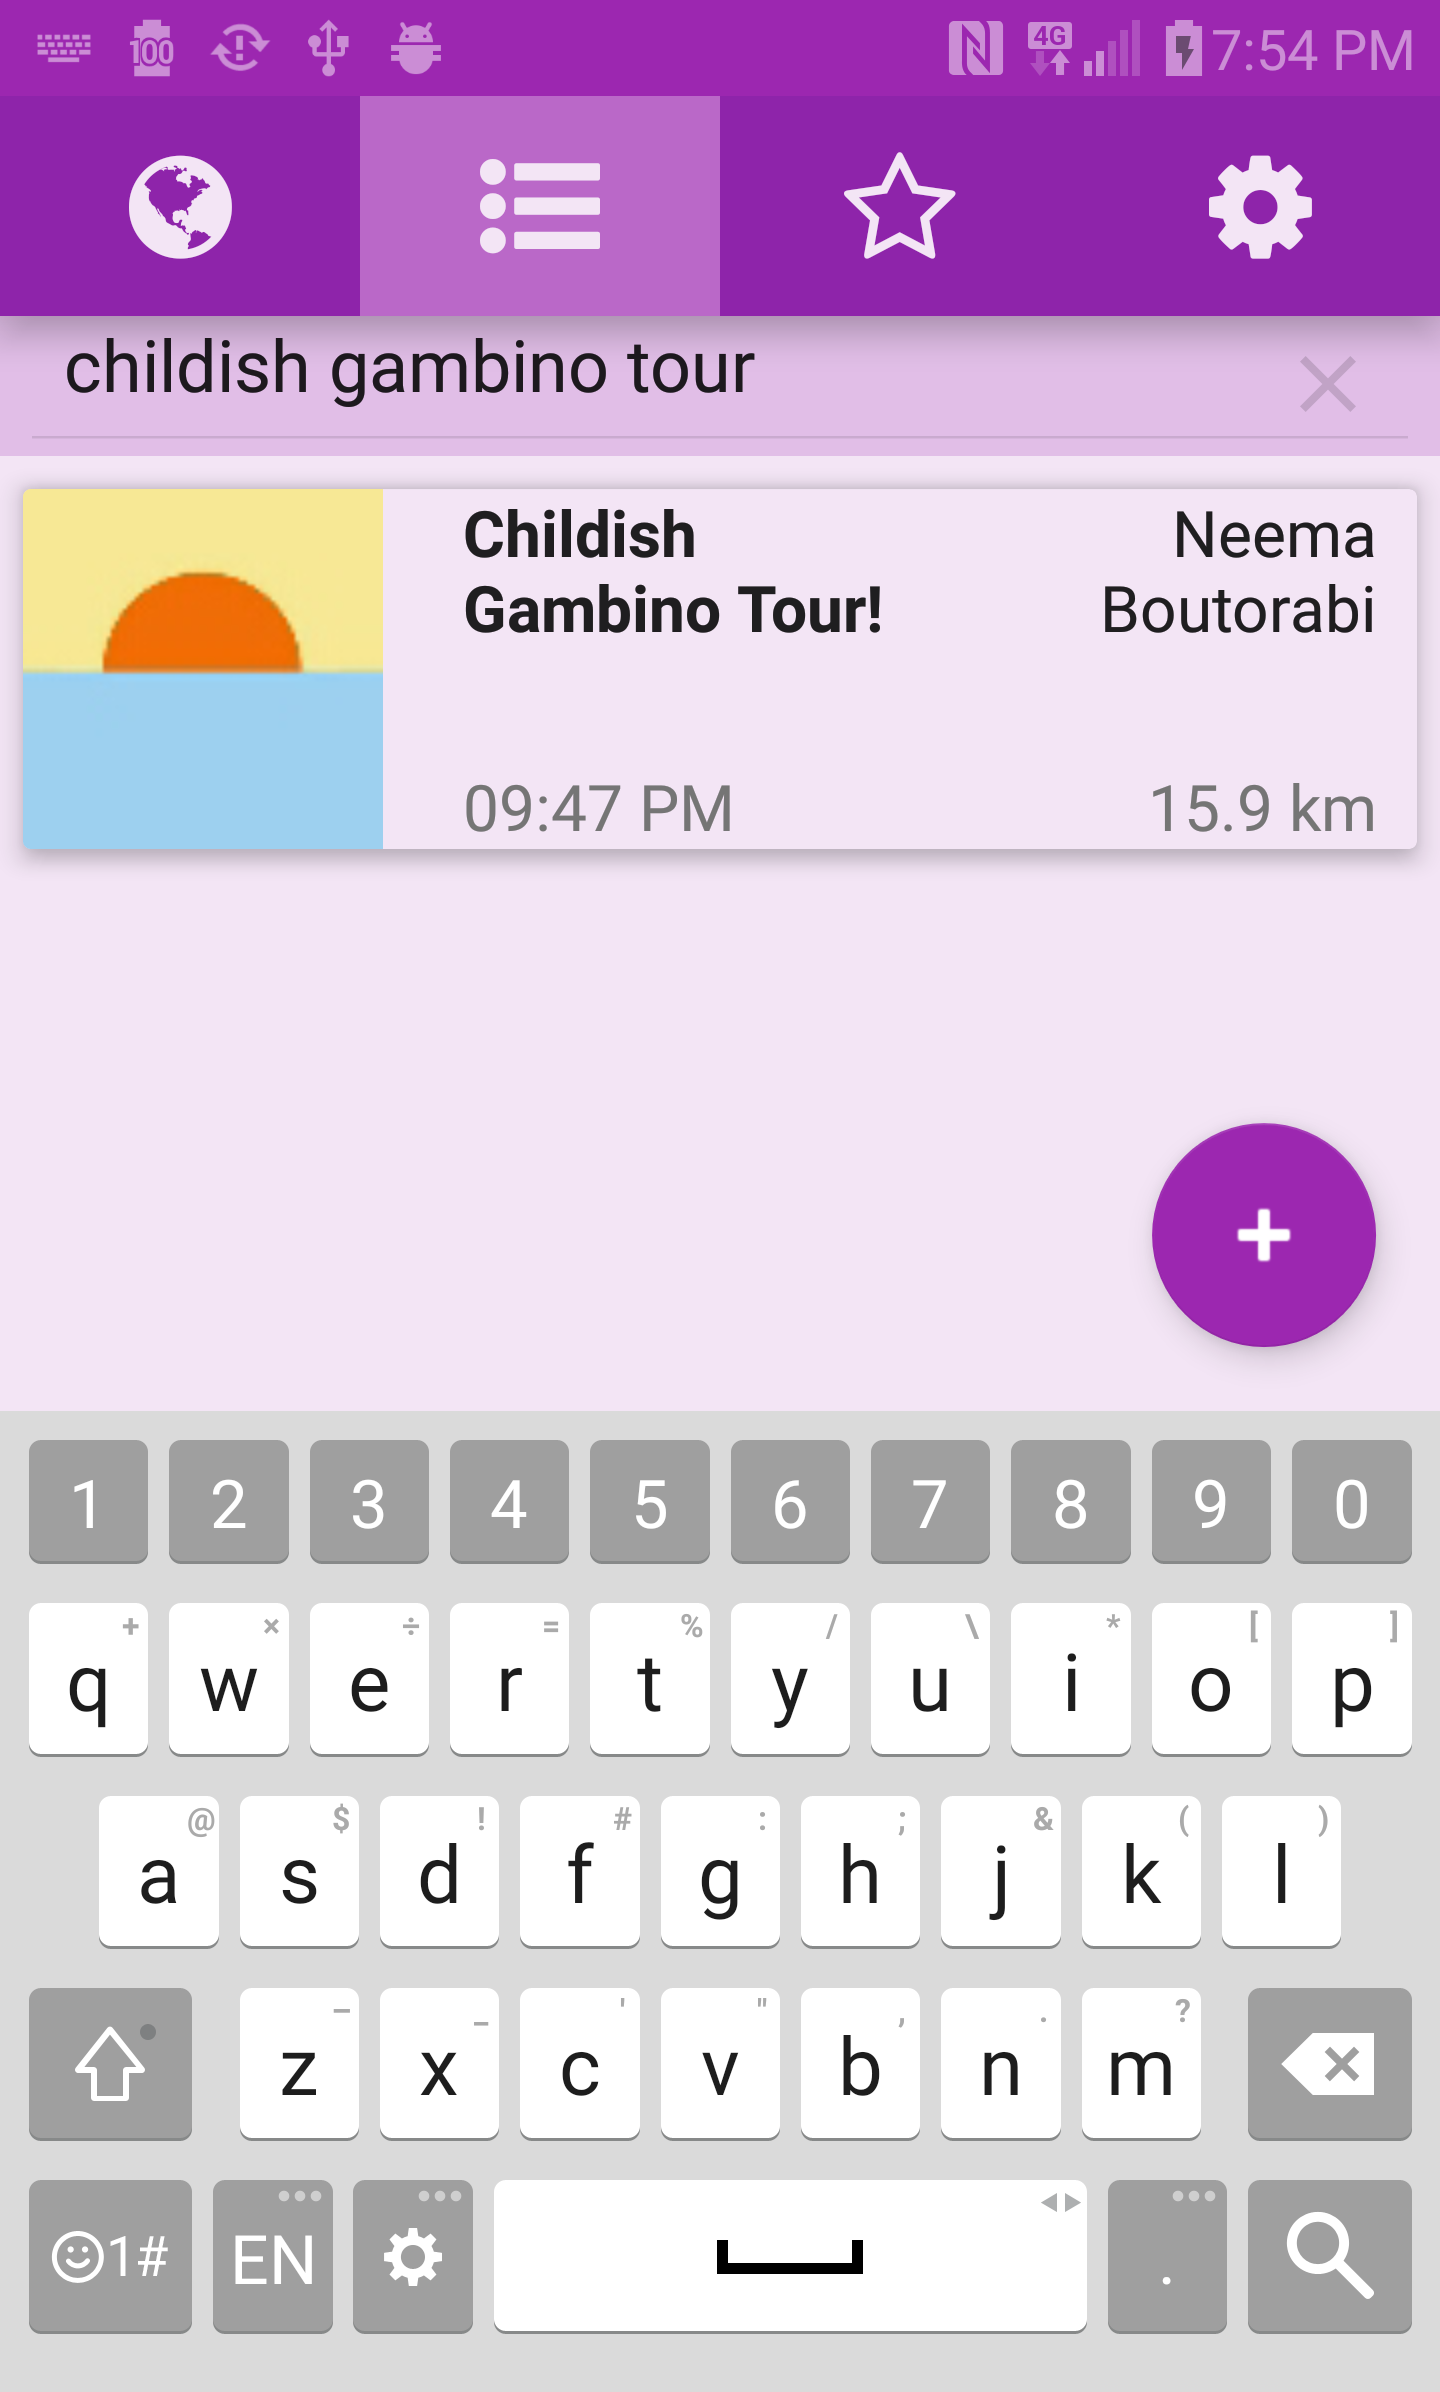 100 4G 7:54 PM
childish gambino tour
Childish Gambino Tour!
Neema Boutorabi
09:47 PM 15.9 km
1 2 3 4 5 6 7 8 9 0
+ × ÷ = % / \ * [ ]
q w e r t y u i o p
@ $ ! # : ; & ( )
a s d f g h j k l
– _ ' " , . ?
z x c v b n m
1# EN .